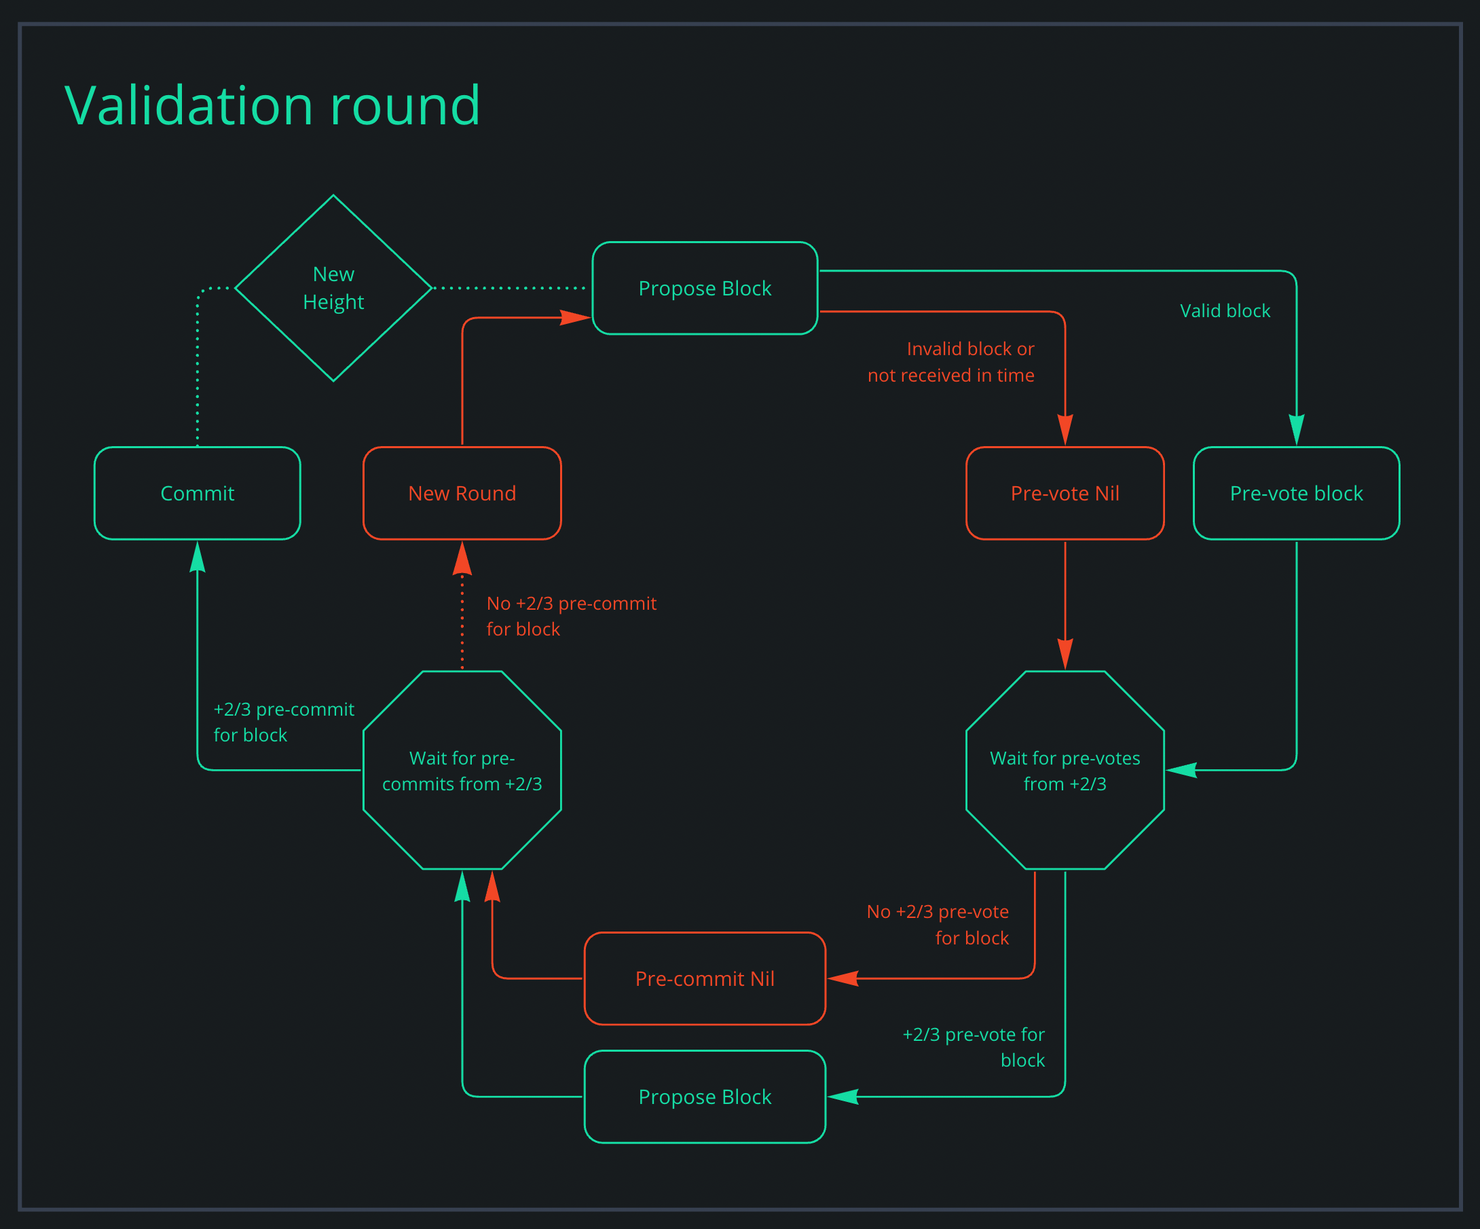 Validation round
New
Height
Propose Block
Valid block
Invalid block or
not received in time
Commit
New Round
Pre-vote Nil
Pre-vote block
No +2/3 pre-commit
for block
+2/3 pre-commit
for block
Wait for pre-
commits from +2/3
Wait for pre-votes
from +2/3
No +2/3 pre-vote
for block
Pre-commit Nil
+2/3 pre-vote for
block
Propose Block